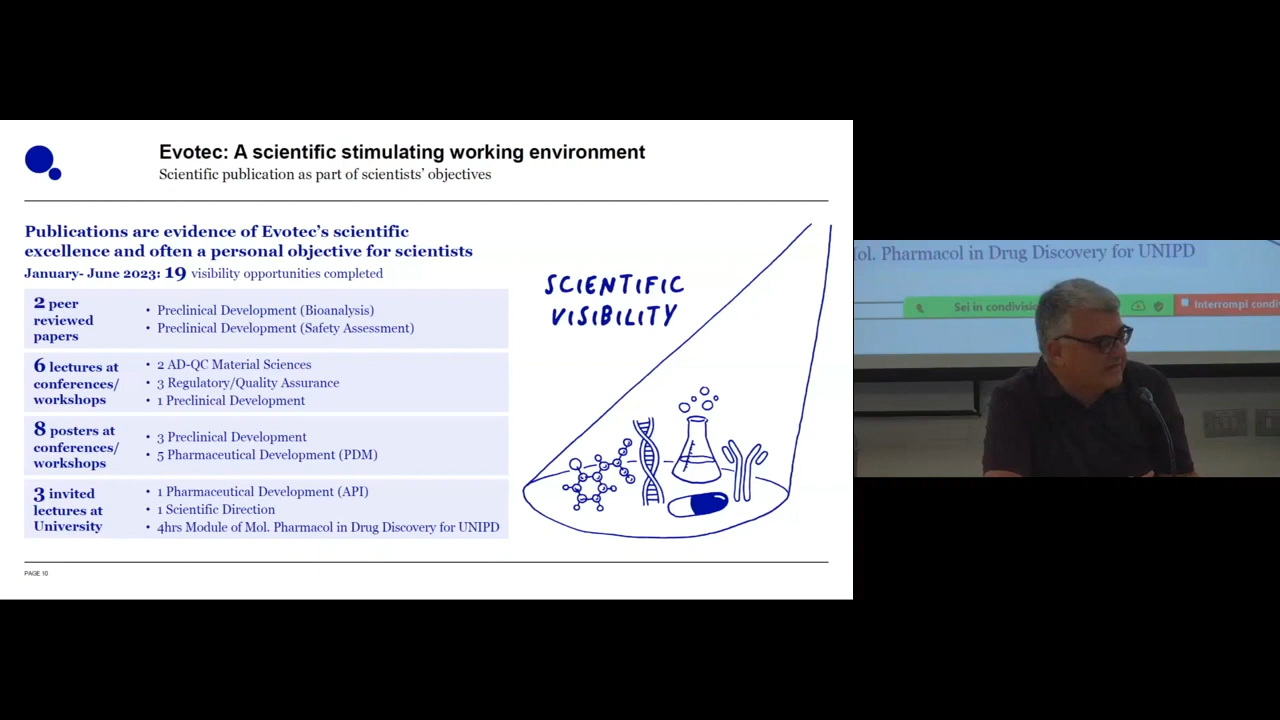 Evotec: A scientific stimulating working environment
Scientific publication as part of scientists' objectives
Publications are evidence of Evotec's scientific
excellence and often a personal objective for scientists
January- June 2023: 19 visibility opportunities completed
2 peer
reviewed
papers
• Preclinical Development (Bioanalysis)
• Preclinical Development (Safety Assessment)
6 lectures at
conferences/
workshops
• 2 AD-QC Material Sciences
• 3 Regulatory/Quality Assurance
• 1 Preclinical Development
8 posters at
conferences/
workshops
• 3 Preclinical Development
• 5 Pharmaceutical Development (PDM)
3 invited
lectures at
University
• 1 Pharmaceutical Development (API)
• 1 Scientific Direction
• 4hrs Module of Mol. Pharmacol in Drug Discovery for UNIPD
SCIENTIFIC
VISIBILITY
PAGE 10
Mol. Pharmacol in Drug Discovery for UNIPD
Sei in
Interrompi